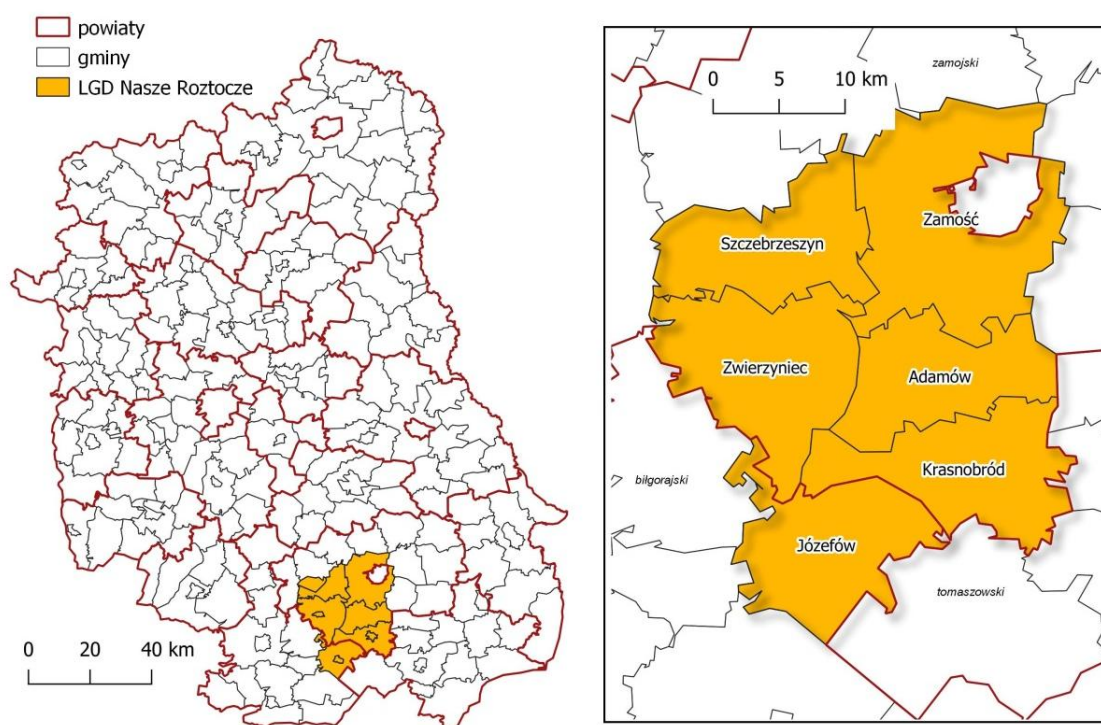 powiaty
gminy
LGD Nasze Roztocze
0 20 40 km
0 5 10 km
zamojski
Zamość
Szczebrzeszyn
Zwierzyniec
Adamów
Krasnobród
biłgorajski
Józefów
tomaszowski